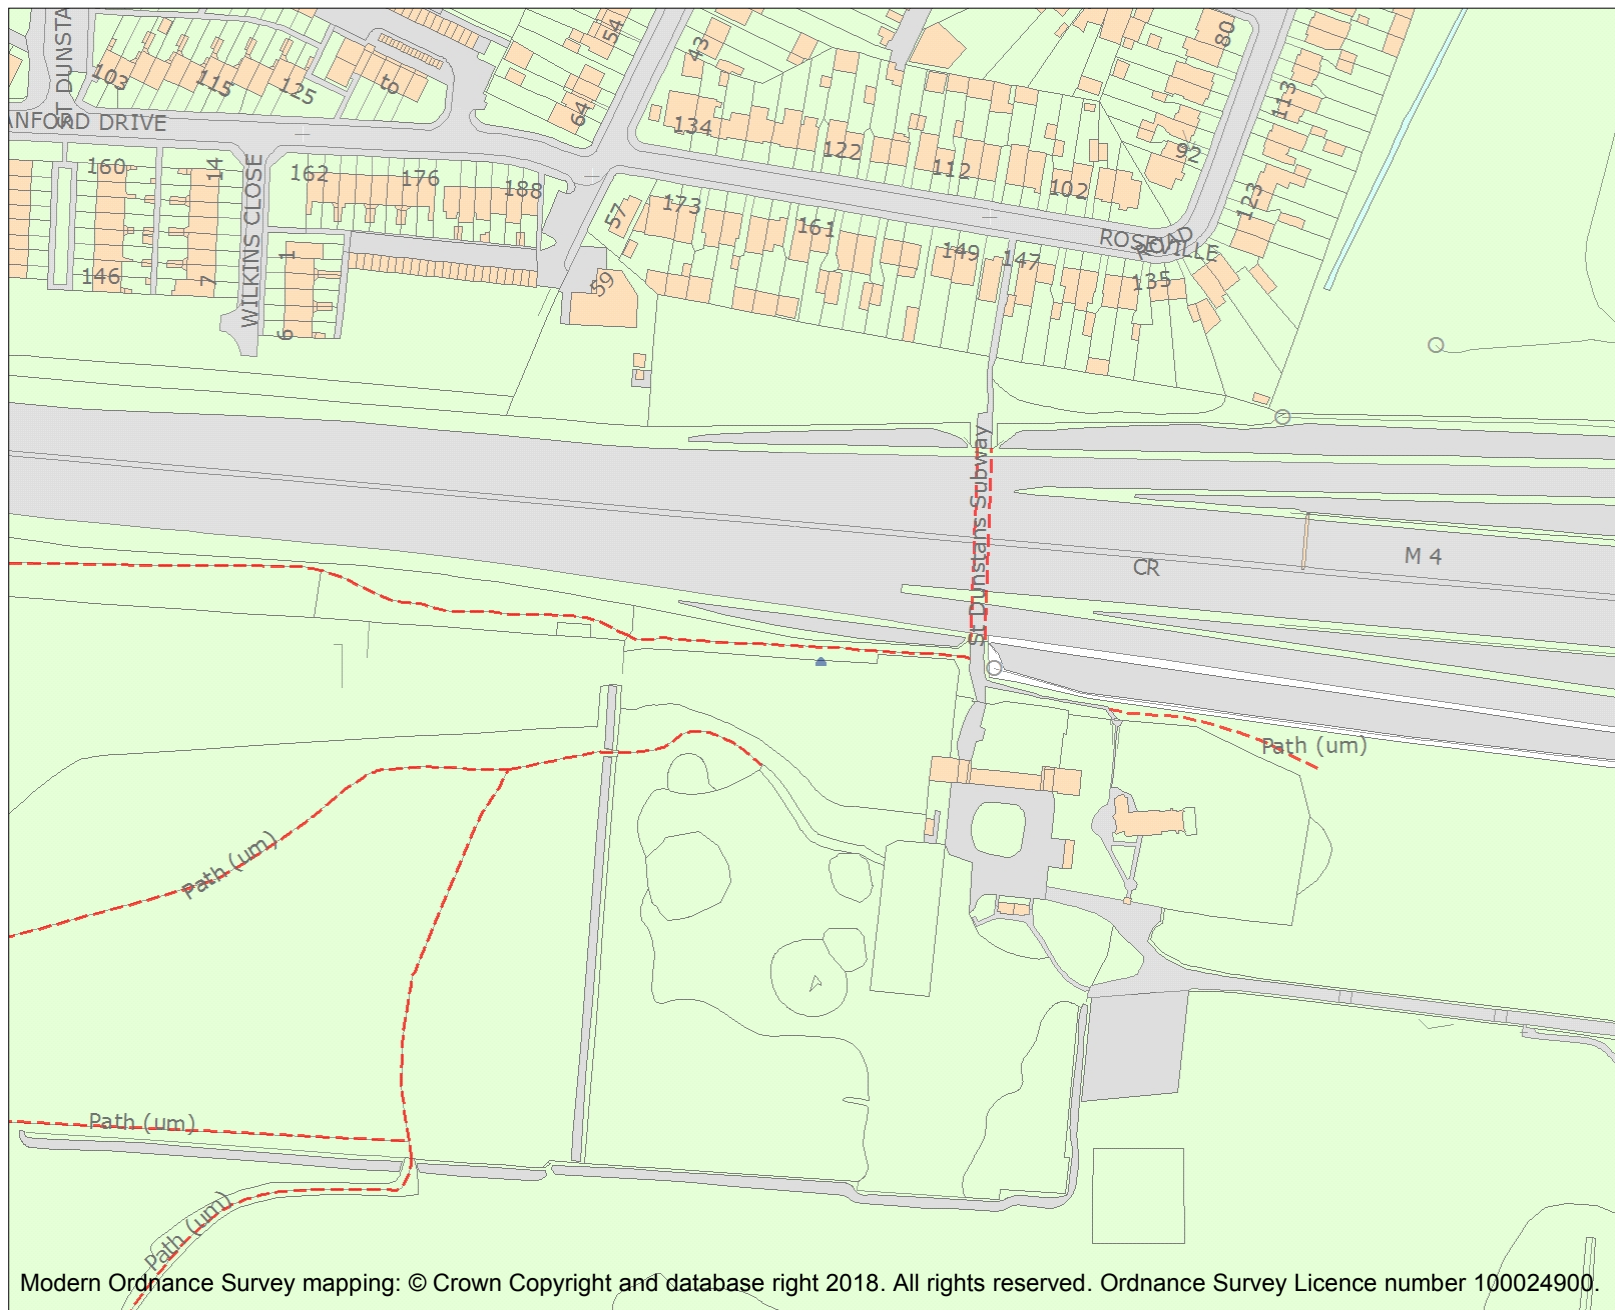 ST DUNSTA
103
115
125
to
54
64
43
80
113
134
122
112
102
92
123
ANFORD DRIVE
160
14
162
176
188
57
173
161
149
147
135
ROSEVILLE
ROAD
146
7
WILKINS CLOSE
1
6
59
St Dunstans Subway
CR
M 4
Path (um)
Path (um)
Path (um)
Path (um)
Modern Ordnance Survey mapping: © Crown Copyright and database right 2018. All rights reserved. Ordnance Survey Licence number 100024900.